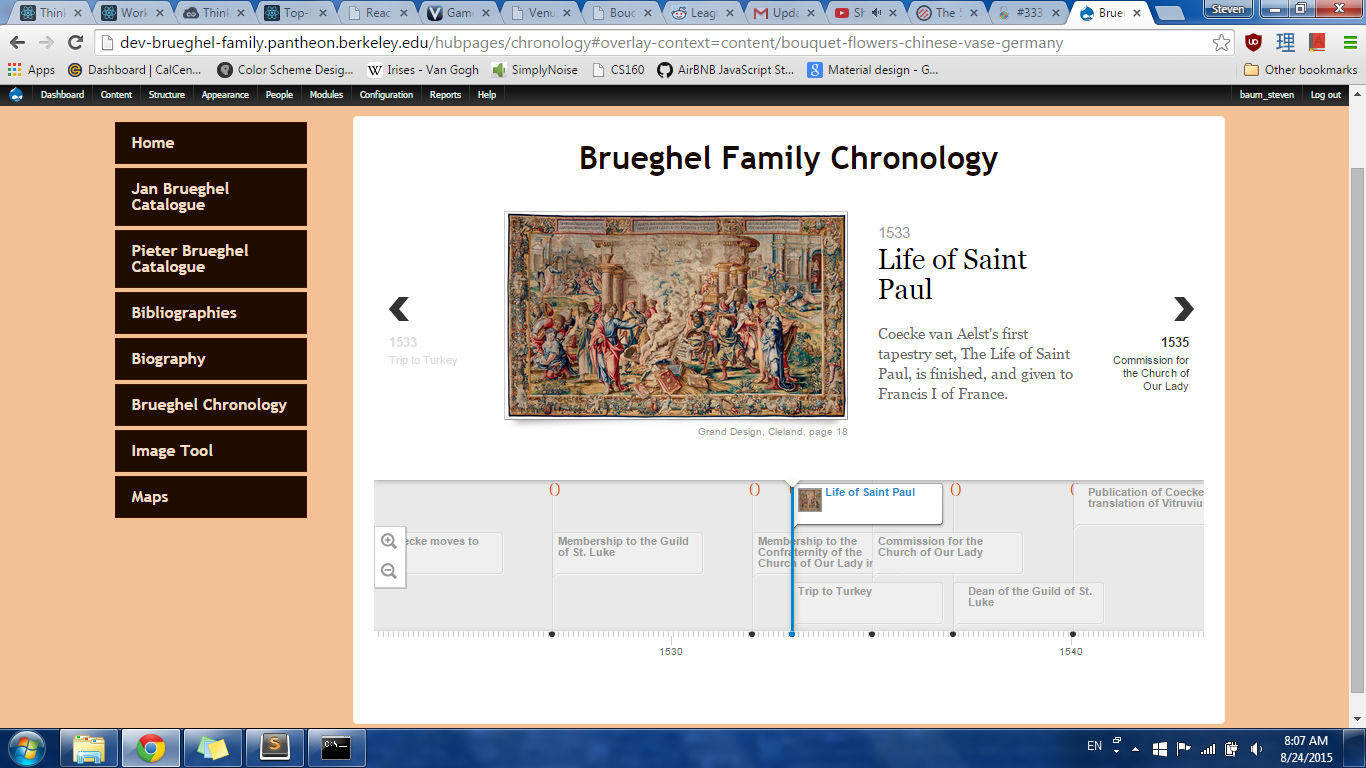 Think
Work
Think
Top-
Reac
Game
Venu
Bouc
Leag
Upda
Sh
The
#333
Brueg
Steven
dev-brueghel-family.pantheon.berkeley.edu/hubpages/chronology#overlay-context=content/bouquet-flowers-chinese-vase-germany
Apps
Dashboard | CalCen...
Color Scheme Desig...
Irises - Van Gogh
SimplyNoise
CS160
AirBNB JavaScript St...
Material design - G...
Other bookmarks
Dashboard
Content
Structure
Appearance
People
Modules
Configuration
Reports
Help
baum_steven
Log out
Home
Jan Brueghel
Catalogue
Pieter Brueghel
Catalogue
Bibliographies
Biography
Brueghel Chronology
Image Tool
Maps
Brueghel Family Chronology
1533
Life of Saint
Paul
Coecke van Aelst's first
tapestry set, The Life of Saint
Paul, is finished, and given to
Francis I of France.
Grand Design, Cleland, page 18
1533
Trip to Turkey
1535
Commission for
the Church of
Our Lady
Life of Saint Paul
Publication of Coecke
translation of Vitruviu
ecke moves to
Membership to the Guild
of St. Luke
Membership to the
Confraternity of the
Church of Our Lady in
Commission for the
Church of Our Lady
Trip to Turkey
Dean of the Guild of St.
Luke
1530
1540
EN
8:07 AM
8/24/2015